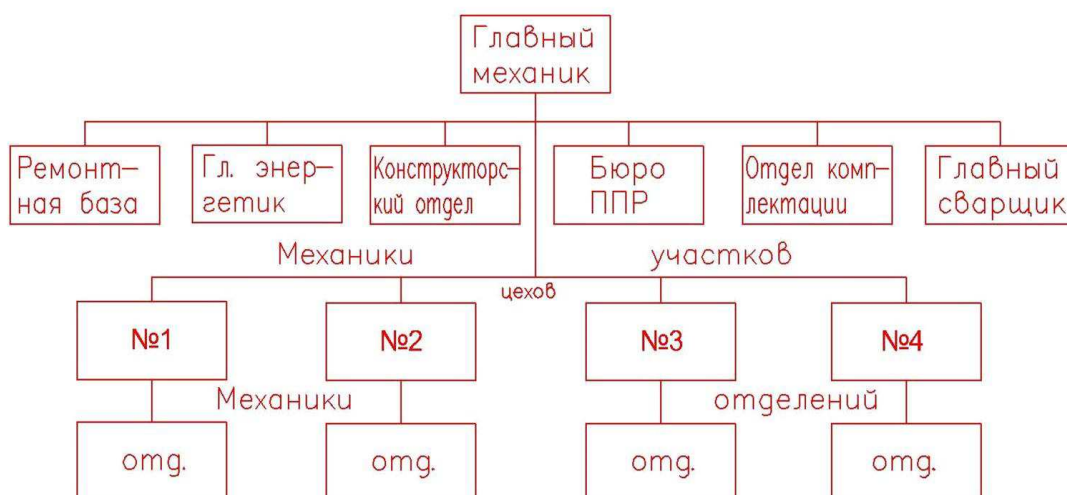 Главный
механик
Ремонт–
ная база
Гл. энер–
гетик
Конструкторс–
кий отдел
Бюро
ППР
Отдел комп–
лектации
Главный
сварщик
Механики участков
цехов
№1
№2
№3
№4
Механики отделений
отд.
отд.
отд.
отд.